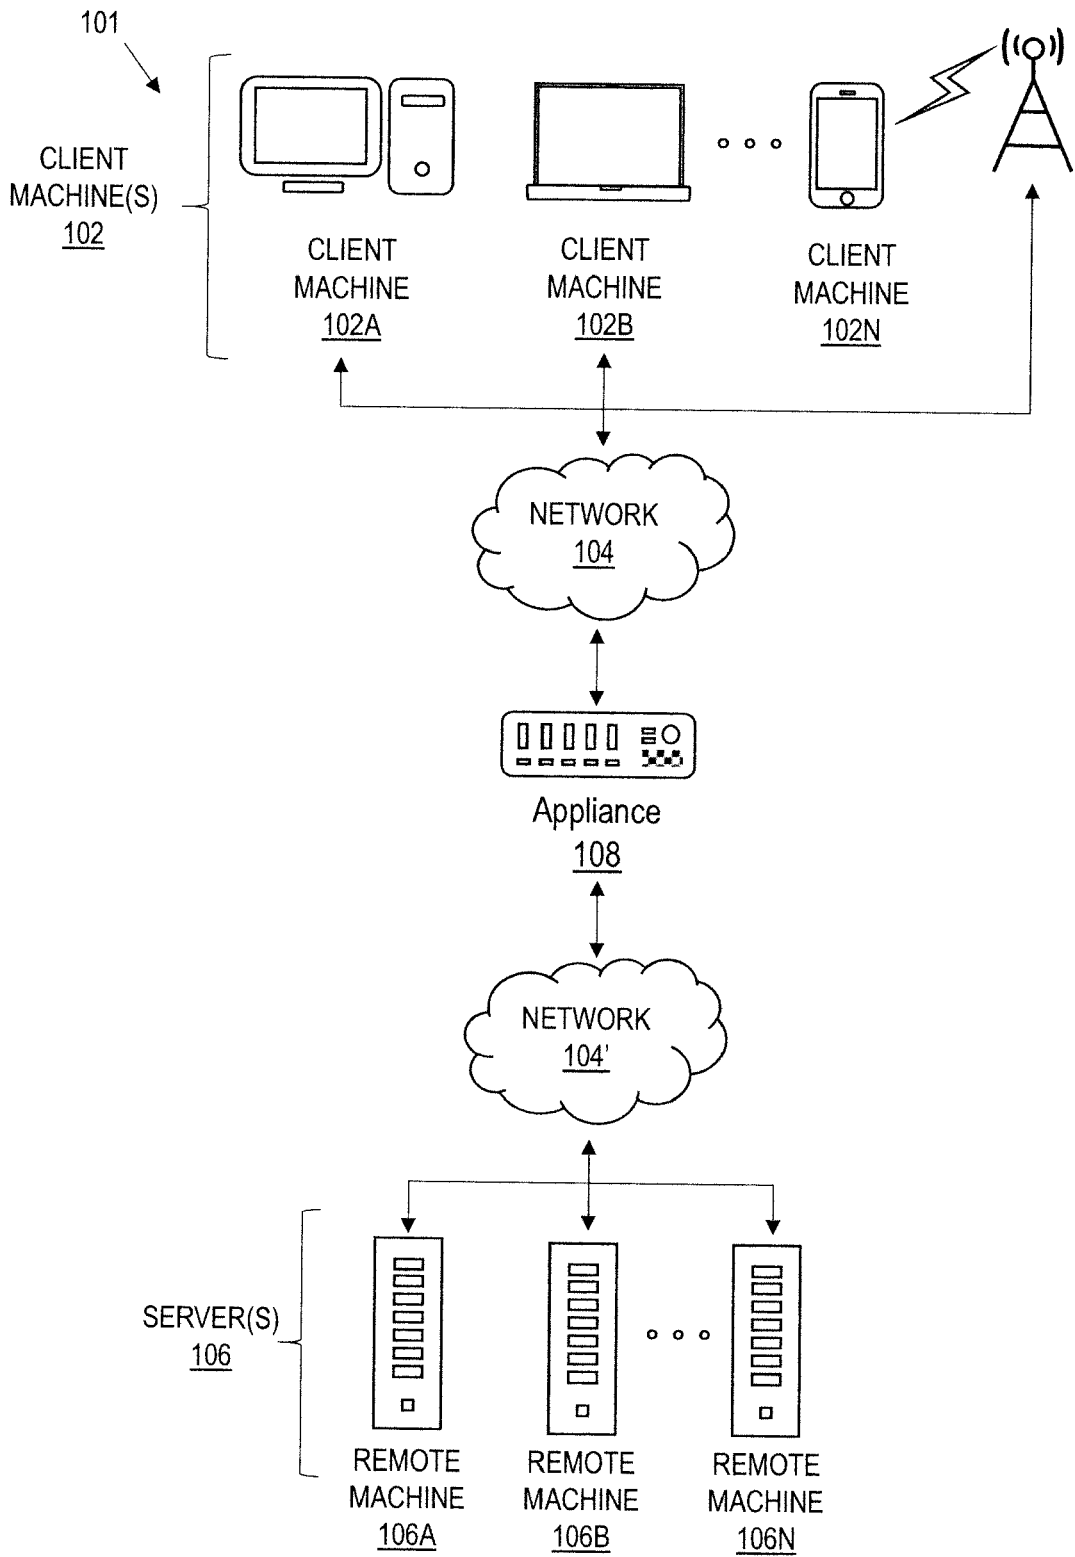 101
CLIENT
MACHINE(S)
102
CLIENT
MACHINE
102A
CLIENT
MACHINE
102B
CLIENT
MACHINE
102N
NETWORK
104
Appliance
108
NETWORK
104'
SERVER(S)
106
REMOTE
MACHINE
106A
REMOTE
MACHINE
106B
REMOTE
MACHINE
106N